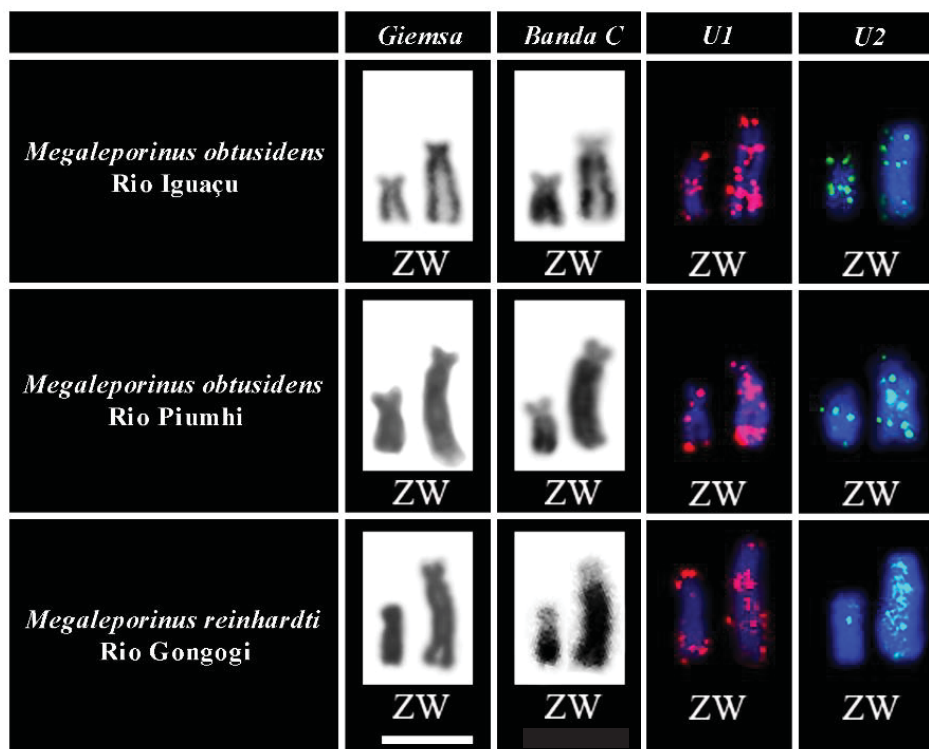 Giemsa Banda C U1 U2
Megaleporinus obtusidens
Rio Iguaçu
ZW ZW ZW ZW
Megaleporinus obtusidens
Rio Piumhi
ZW ZW ZW ZW
Megaleporinus reinhardti
Rio Gongogi
ZW ZW ZW ZW